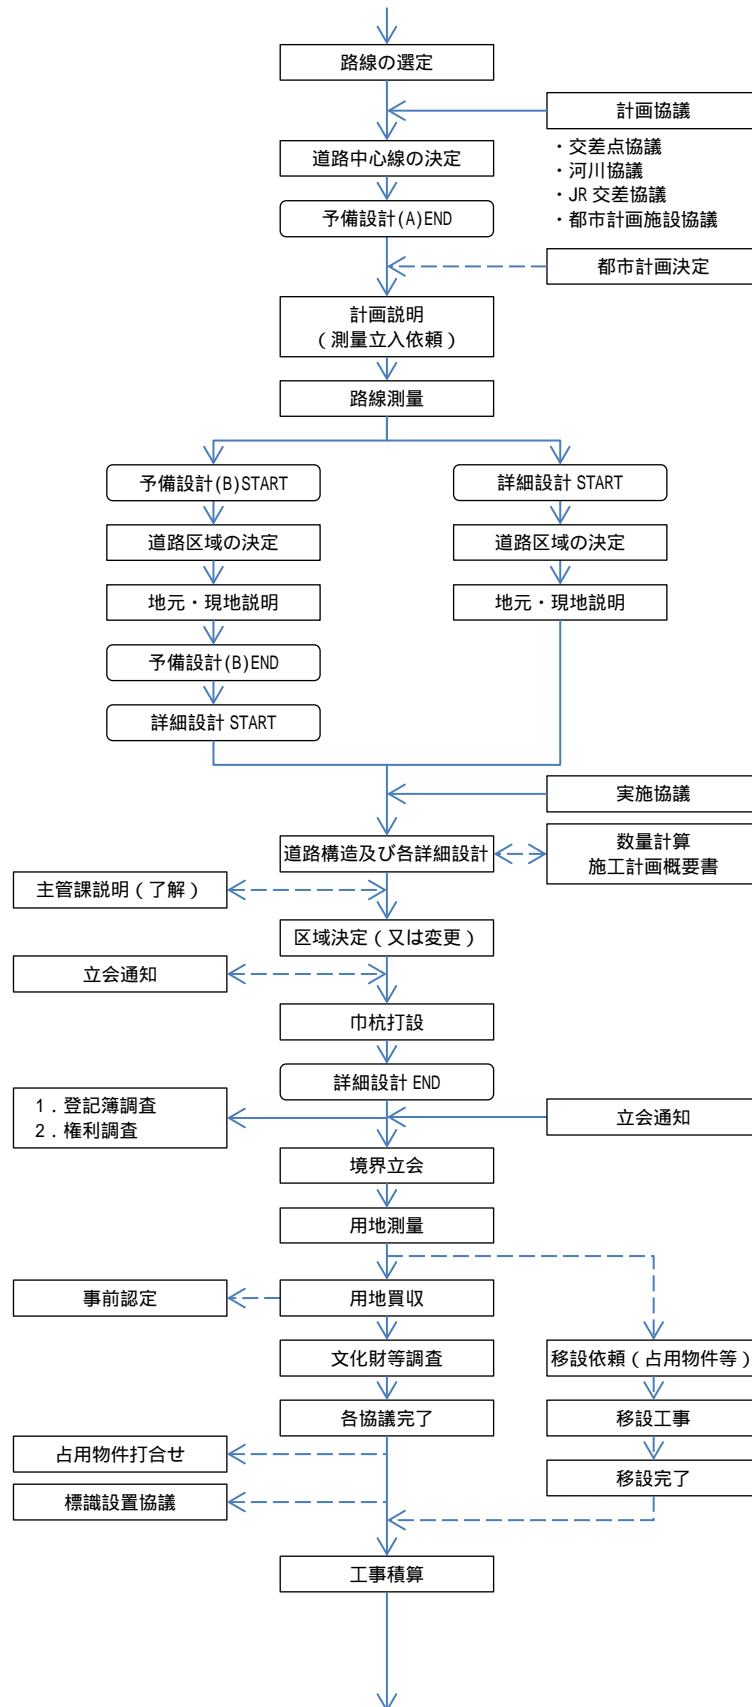 路線の選定
計画協議
・交差点協議
・河川協議
・JR 交差協議
・都市計画施設協議
道路中心線の決定
予備設計(A)END
都市計画決定
計画説明
（測量立入依頼）
路線測量
予備設計(B)START
詳細設計 START
道路区域の決定
道路区域の決定
地元・現地説明
地元・現地説明
予備設計(B)END
詳細設計 START
実施協議
道路構造及び各詳細設計
数量計算
施工計画概要書
主管課説明（了解）
区域決定（又は変更）
立会通知
巾杭打設
詳細設計 END
1．登記簿調査
2．権利調査
立会通知
境界立会
用地測量
事前認定
用地買収
文化財等調査
移設依頼（占用物件等）
各協議完了
移設工事
占用物件打合せ
移設完了
標識設置協議
工事積算